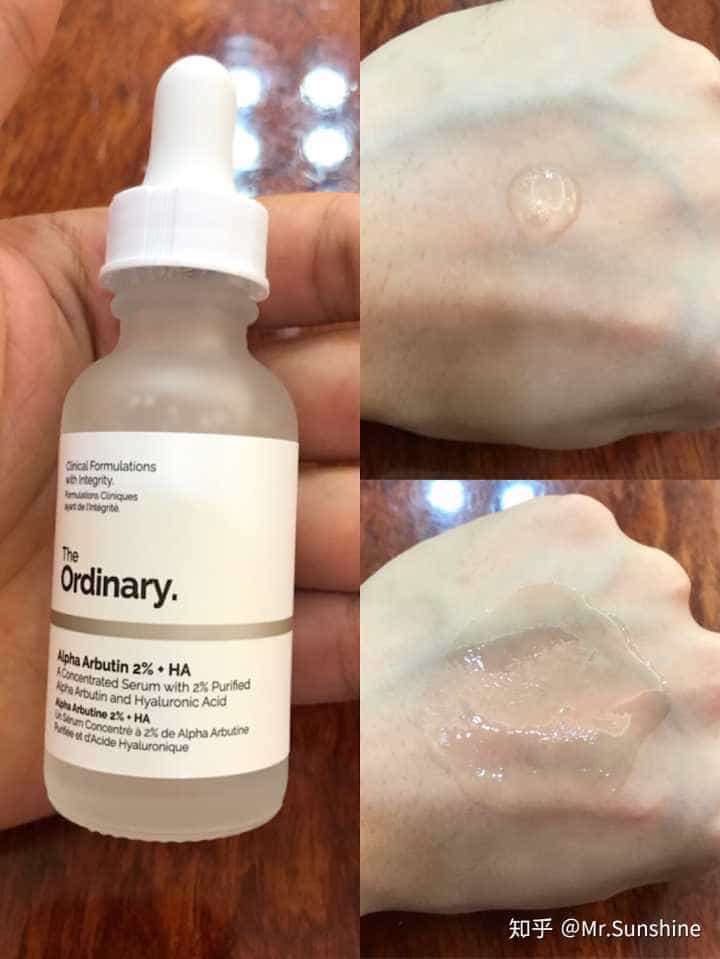 Clinical Formulations
with Integrity.
Formulations Cliniques
ayant de l'Intégrité.
The
Ordinary.
Alpha Arbutin 2% + HA
A Concentrated Serum with 2% Purified
Alpha Arbutin and Hyaluronic Acid
Alpha Arbutine 2% + HA
Un Sérum Concentré à 2% de Alpha Arbutine
Purifiée et d'Acide Hyaluronique
知乎 @Mr.Sunshine